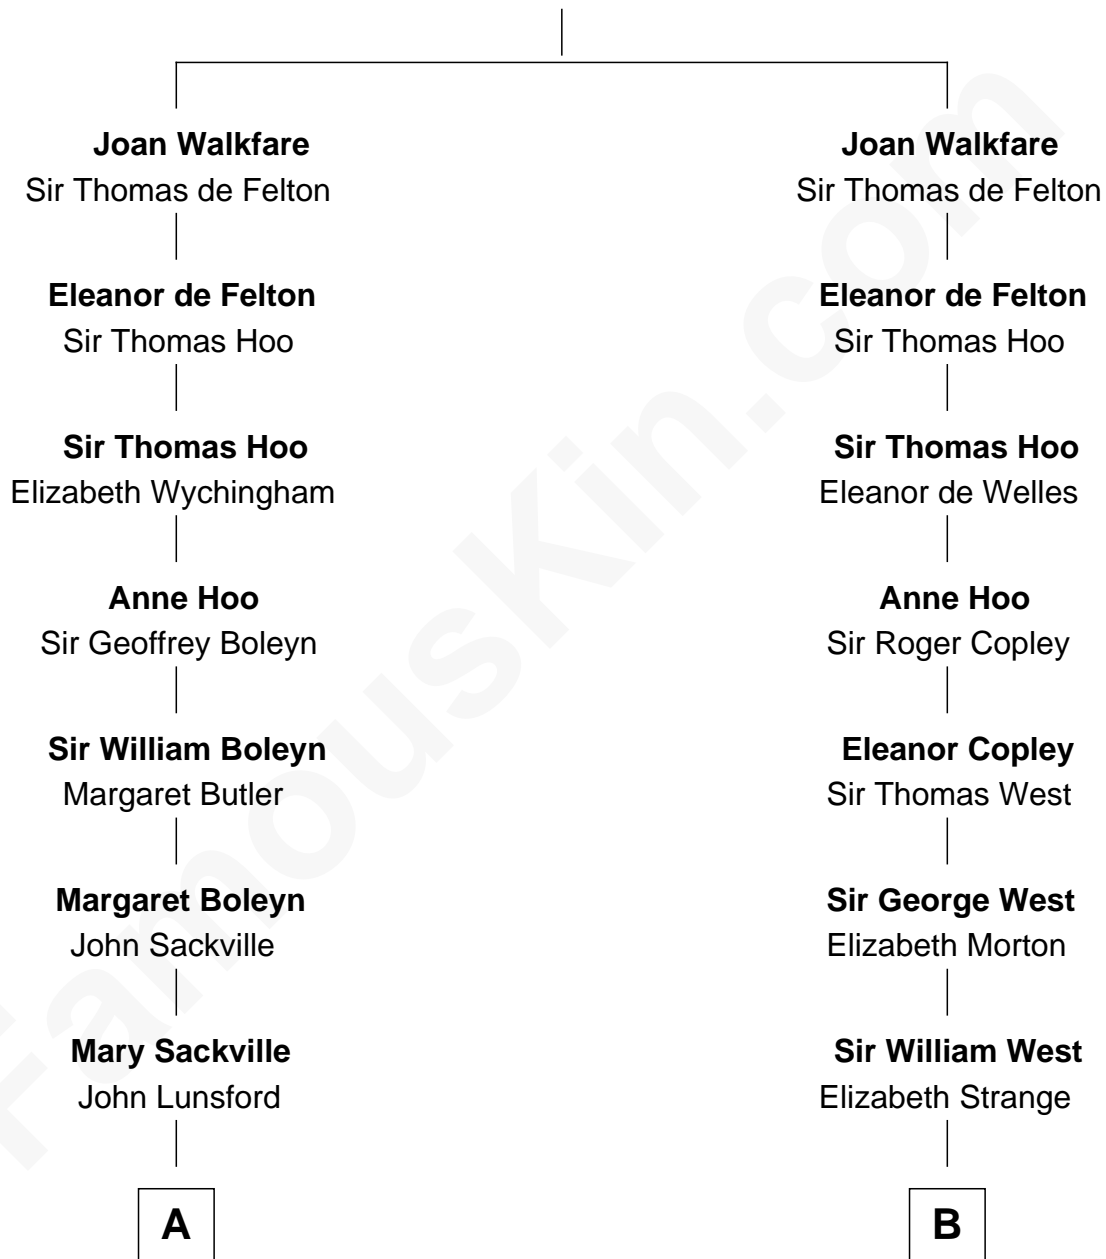 Joan Walkfare
Sir Thomas de Felton
Eleanor de Felton
Sir Thomas Hoo
Sir Thomas Hoo
Elizabeth Wychingham
Anne Hoo
Sir Geoffrey Boleyn
Sir William Boleyn
Margaret Butler
Margaret Boleyn
John Sackville
Mary Sackville
John Lunsford
A
Joan Walkfare
Sir Thomas de Felton
Eleanor de Felton
Sir Thomas Hoo
Sir Thomas Hoo
Eleanor de Welles
Anne Hoo
Sir Roger Copley
Eleanor Copley
Sir Thomas West
Sir George West
Elizabeth Morton
Sir William West
Elizabeth Strange
B
FamousKin.com